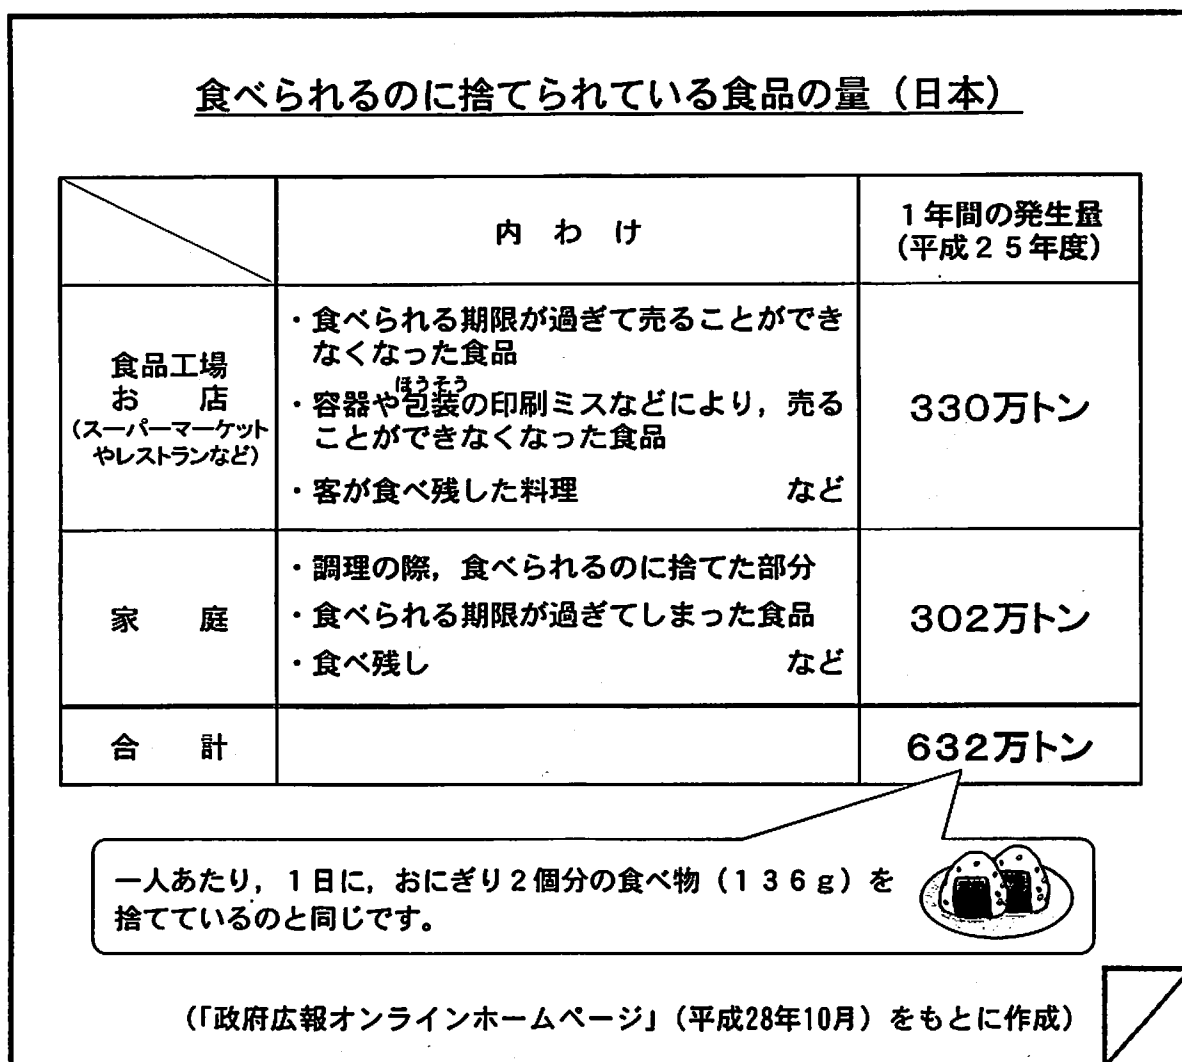 食べられるのに捨てられている食品の量（日本）
内　わ　け
１年間の発生量
（平成２５年度）
食品工場
お　　店
（スーパーマーケット
やレストランなど）
・食べられる期限が過ぎて売ることができ
なくなった食品
ほうそう
・容器や包装の印刷ミスなどにより，売る
ことができなくなった食品
・客が食べ残した料理　　　　　　　など
330万トン
家　　庭
・調理の際，食べられるのに捨てた部分
・食べられる期限が過ぎてしまった食品
・食べ残し　　　　　　　　　　　　など
302万トン
合　　計
632万トン
一人あたり，１日に，おにぎり２個分の食べ物（１３６ｇ）を
捨てているのと同じです。
（「政府広報オンラインホームページ」（平成28年10月）をもとに作成）